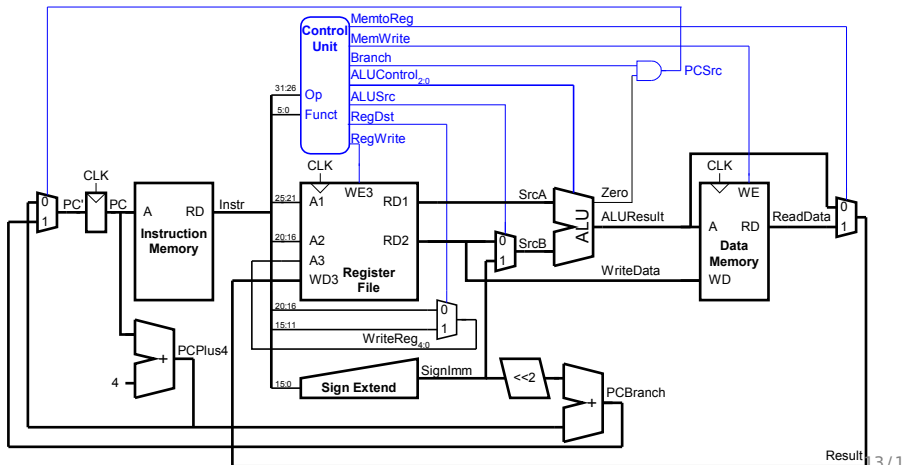 MemtoReg
Control
Unit
MemWrite
Branch
PCSrc
ALUControl2:0
31:26
Op
ALUSrc
5:0
Funct
RegDst
RegWrite
CLK
CLK
CLK
WE3
WE
0
1
PC'
PC
A
RD
Instr
Instruction
Memory
25:21
A1
RD1
SrcA
Zero
ALU
ALUResult
A
RD
ReadData
0
1
20:16
A2
RD2
0
1
SrcB
A3
Data
Memory
WD3
Register
File
WriteData
WD
20:16
0
15:11
1
WriteReg4:0
PCPlus4
+
4
SignImm
15:0
Sign Extend
<<2
PCBranch
+
Result
13/1